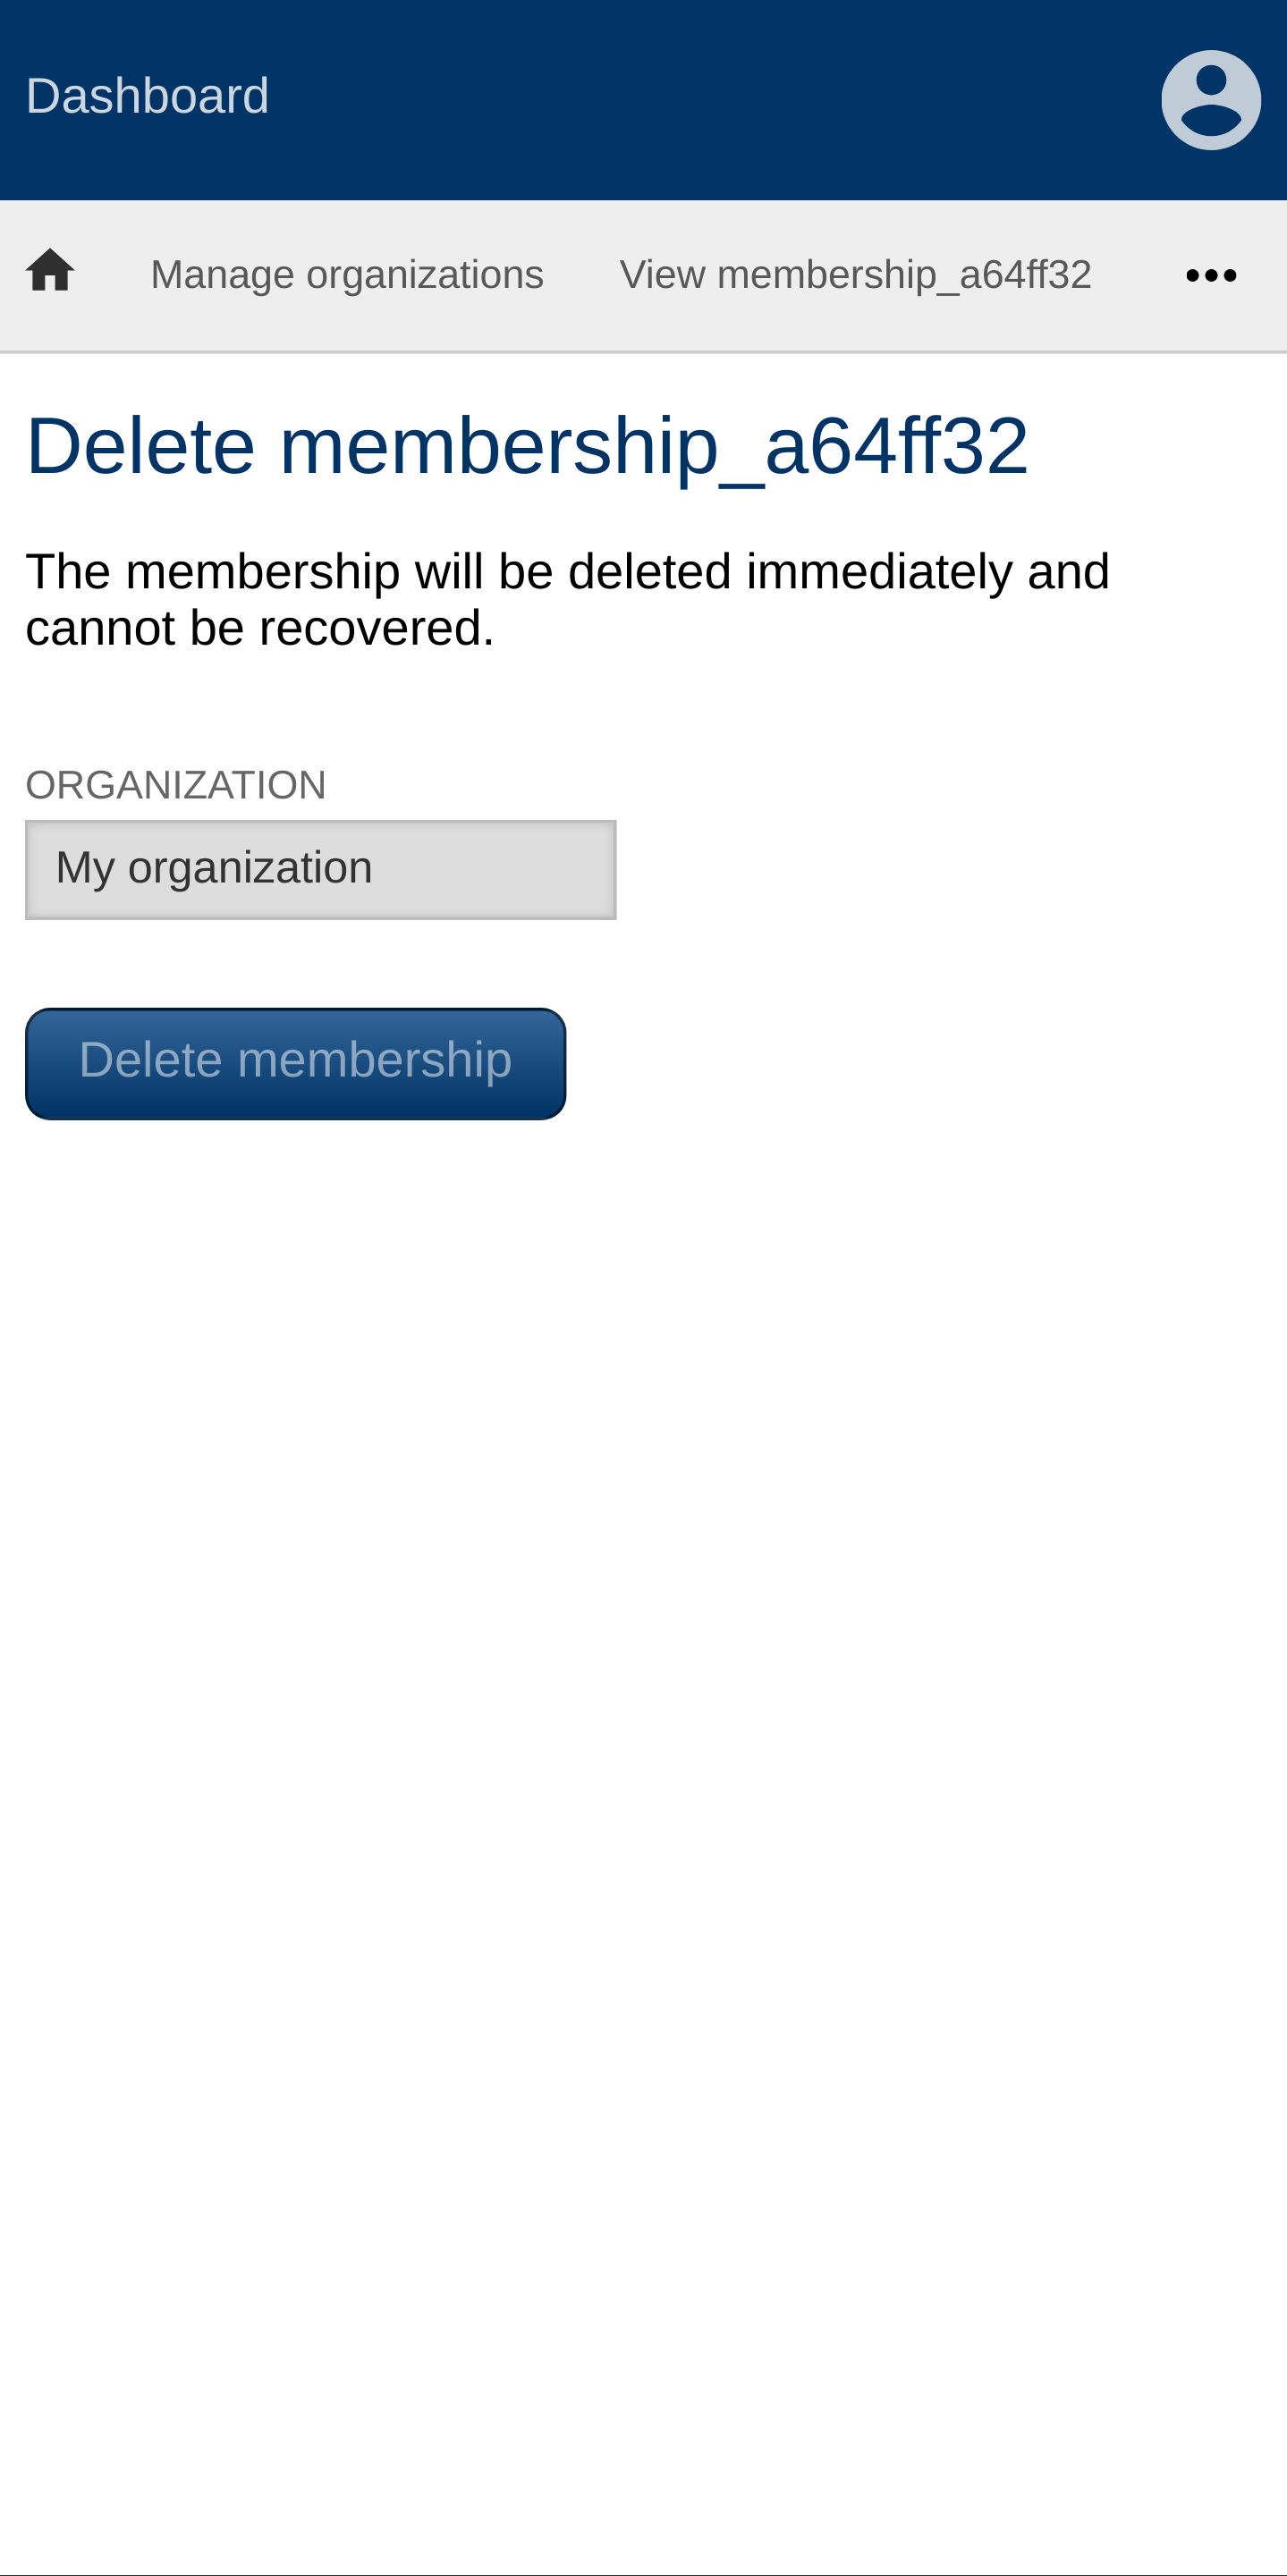 Dashboard
Manage organizations View membership_a64ff32
Delete membership_a64ff32
The membership will be deleted immediately and
cannot be recovered.
ORGANIZATION
My organization
Delete membership